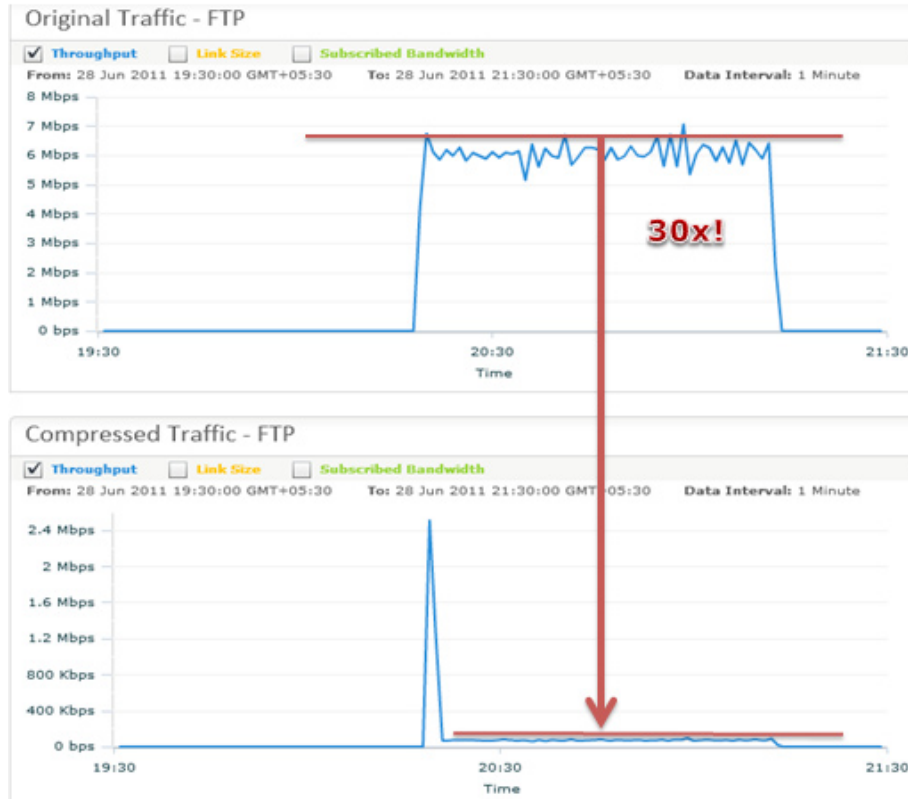 Original Traffic - FTP
Throughput Link Size Subscribed Bandwidth
From: 28 Jun 2011 19:30:00 GMT+05:30 To: 28 Jun 2011 21:30:00 GMT+05:30 Data Interval: 1 Minute
8 Mbps
7 Mbps
6 Mbps
5 Mbps
4 Mbps
30x!
3 Mbps
2 Mbps
1 Mbps
0 bps
19:30 20:30 21:30
Time
Compressed Traffic - FTP
Throughput Link Size Subscribed Bandwidth
From: 28 Jun 2011 19:30:00 GMT+05:30 To: 28 Jun 2011 21:30:00 GMT+05:30 Data Interval: 1 Minute
2.4 Mbps
2 Mbps
1.6 Mbps
1.2 Mbps
800 Kbps
400 Kbps
0 bps
19:30 20:30 21:30
Time